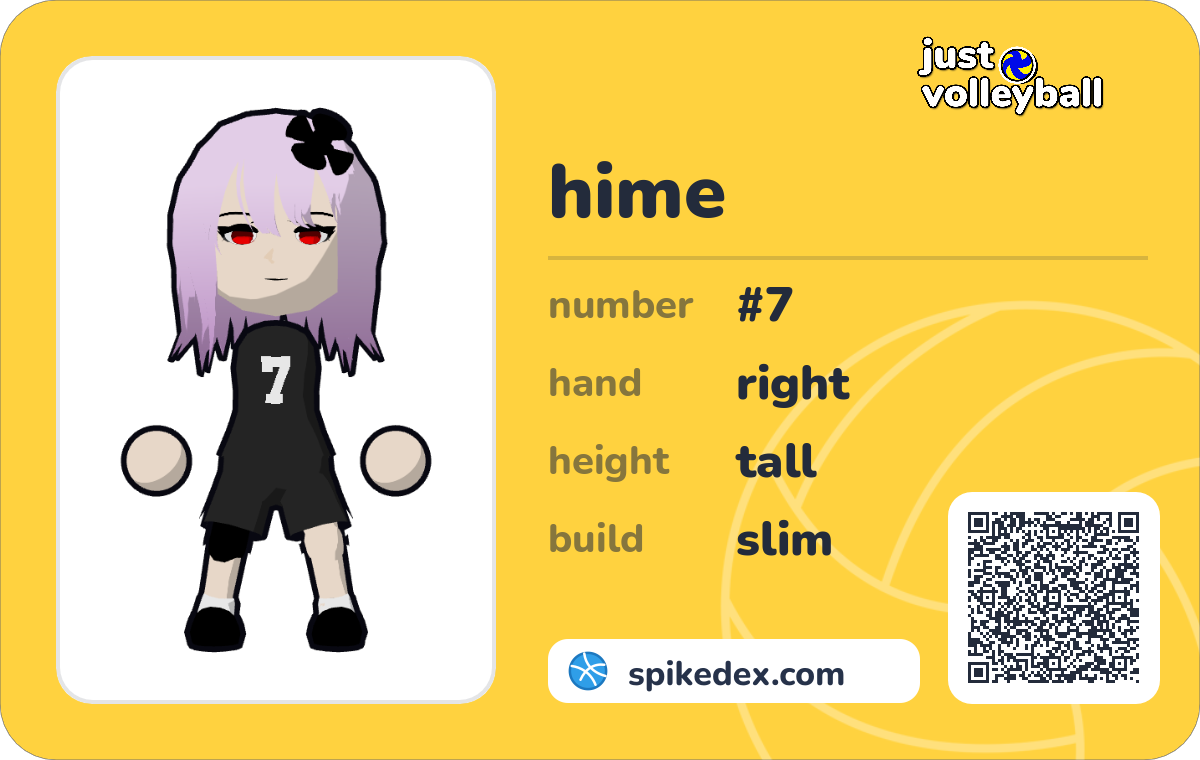 just
volleyball
hime
number #7
hand right
height tall
build slim
7
spikedex.com